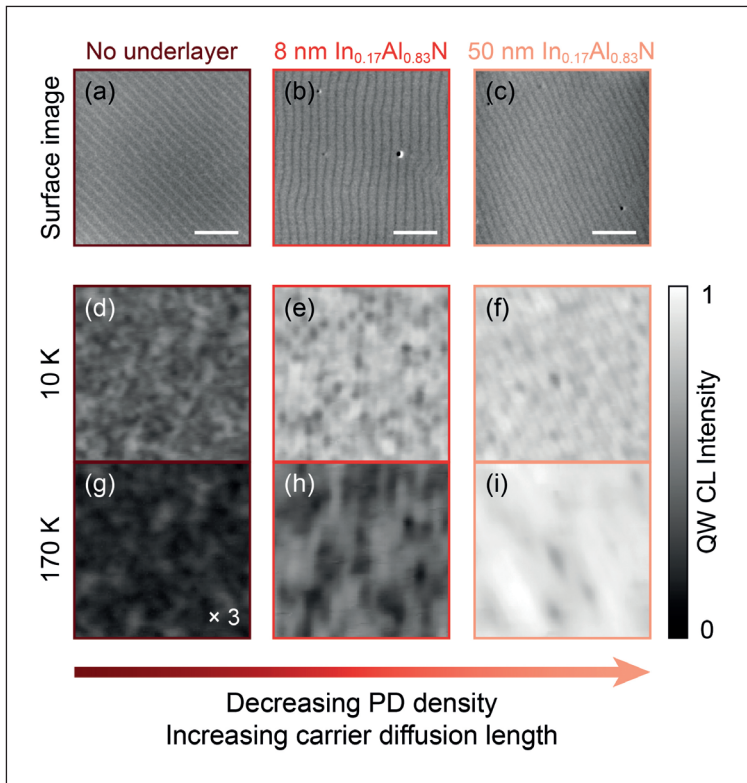 No underlayer
8 nm In₀.₁₇Al₀.₈₃N
50 nm In₀.₁₇Al₀.₈₃N
Surface image
(a)
(b)
(c)
10 K
(d)
(e)
(f)
170 K
(g)
× 3
(h)
(i)
1
QW CL Intensity
0
Decreasing PD density
Increasing carrier diffusion length